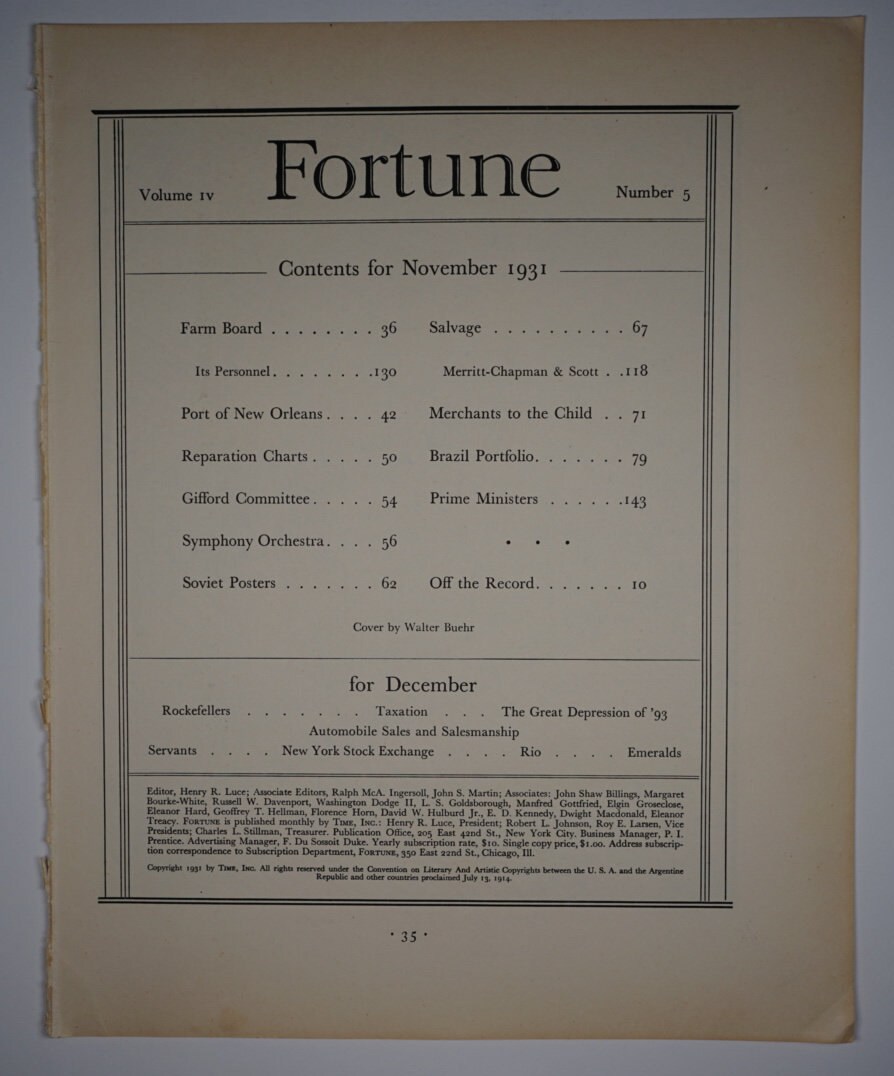 Fortune
Volume IV
Number 5
Contents for November 1931
Farm Board . . . . . . . . 36
Its Personnel. . . . . . . .130
Port of New Orleans. . . . 42
Reparation Charts . . . . . 50
Gifford Committee. . . . . 54
Symphony Orchestra. . . . 56
Soviet Posters . . . . . . . 62
Salvage . . . . . . . . . . 67
Merritt-Chapman & Scott . .118
Merchants to the Child . . 71
Brazil Portfolio. . . . . . . 79
Prime Ministers . . . . . .143
• • •
Off the Record. . . . . . . 10
Cover by Walter Buehr
for December
Rockefellers . . . . . . . Taxation . . . The Great Depression of '93
Automobile Sales and Salesmanship
Servants . . . . New York Stock Exchange . . . . Rio . . . . Emeralds
Editor, Henry R. Luce; Associate Editors, Ralph McA. Ingersoll, John S. Martin; Associates: John Shaw Billings, Margaret
Bourke-White, Russell W. Davenport, Washington Dodge II, L. S. Goldsborough, Manfred Gottfried, Elgin Groseclose,
Eleanor Hard, Geoffrey T. Hellman, Florence Horn, David W. Hulburd Jr., E. D. Kennedy, Dwight Macdonald, Eleanor
Treacy. FORTUNE is published monthly by TIME, INC.: Henry R. Luce, President; Robert L. Johnson, Roy E. Larsen, Vice
Presidents; Charles L. Stillman, Treasurer. Publication Office, 205 East 42nd St., New York City. Business Manager, P. I.
Prentice. Advertising Manager, F. Du Sossoit Duke. Yearly subscription rate, $10. Single copy price, $1.00. Address subscrip-
tion correspondence to Subscription Department, FORTUNE, 350 East 22nd St., Chicago, Ill.
Copyright 1931 by TIME, INC. All rights reserved under the Convention on Literary And Artistic Copyrights between the U. S. A. and the Argentine
Republic and other countries proclaimed July 13, 1914.
· 35 ·